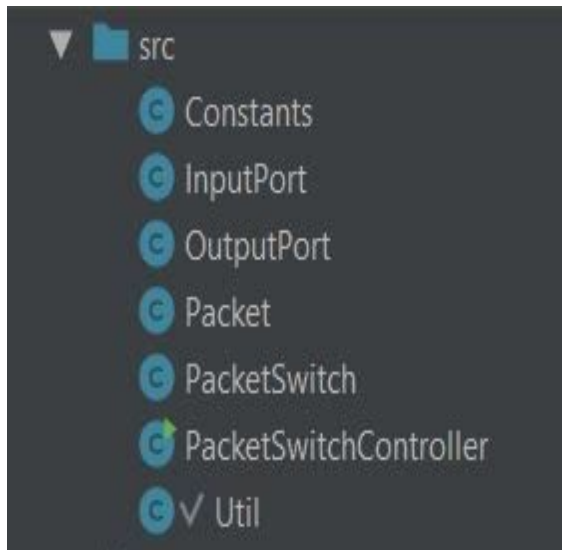 src
Constants
InputPort
OutputPort
Packet
PacketSwitch
PacketSwitchController
Util